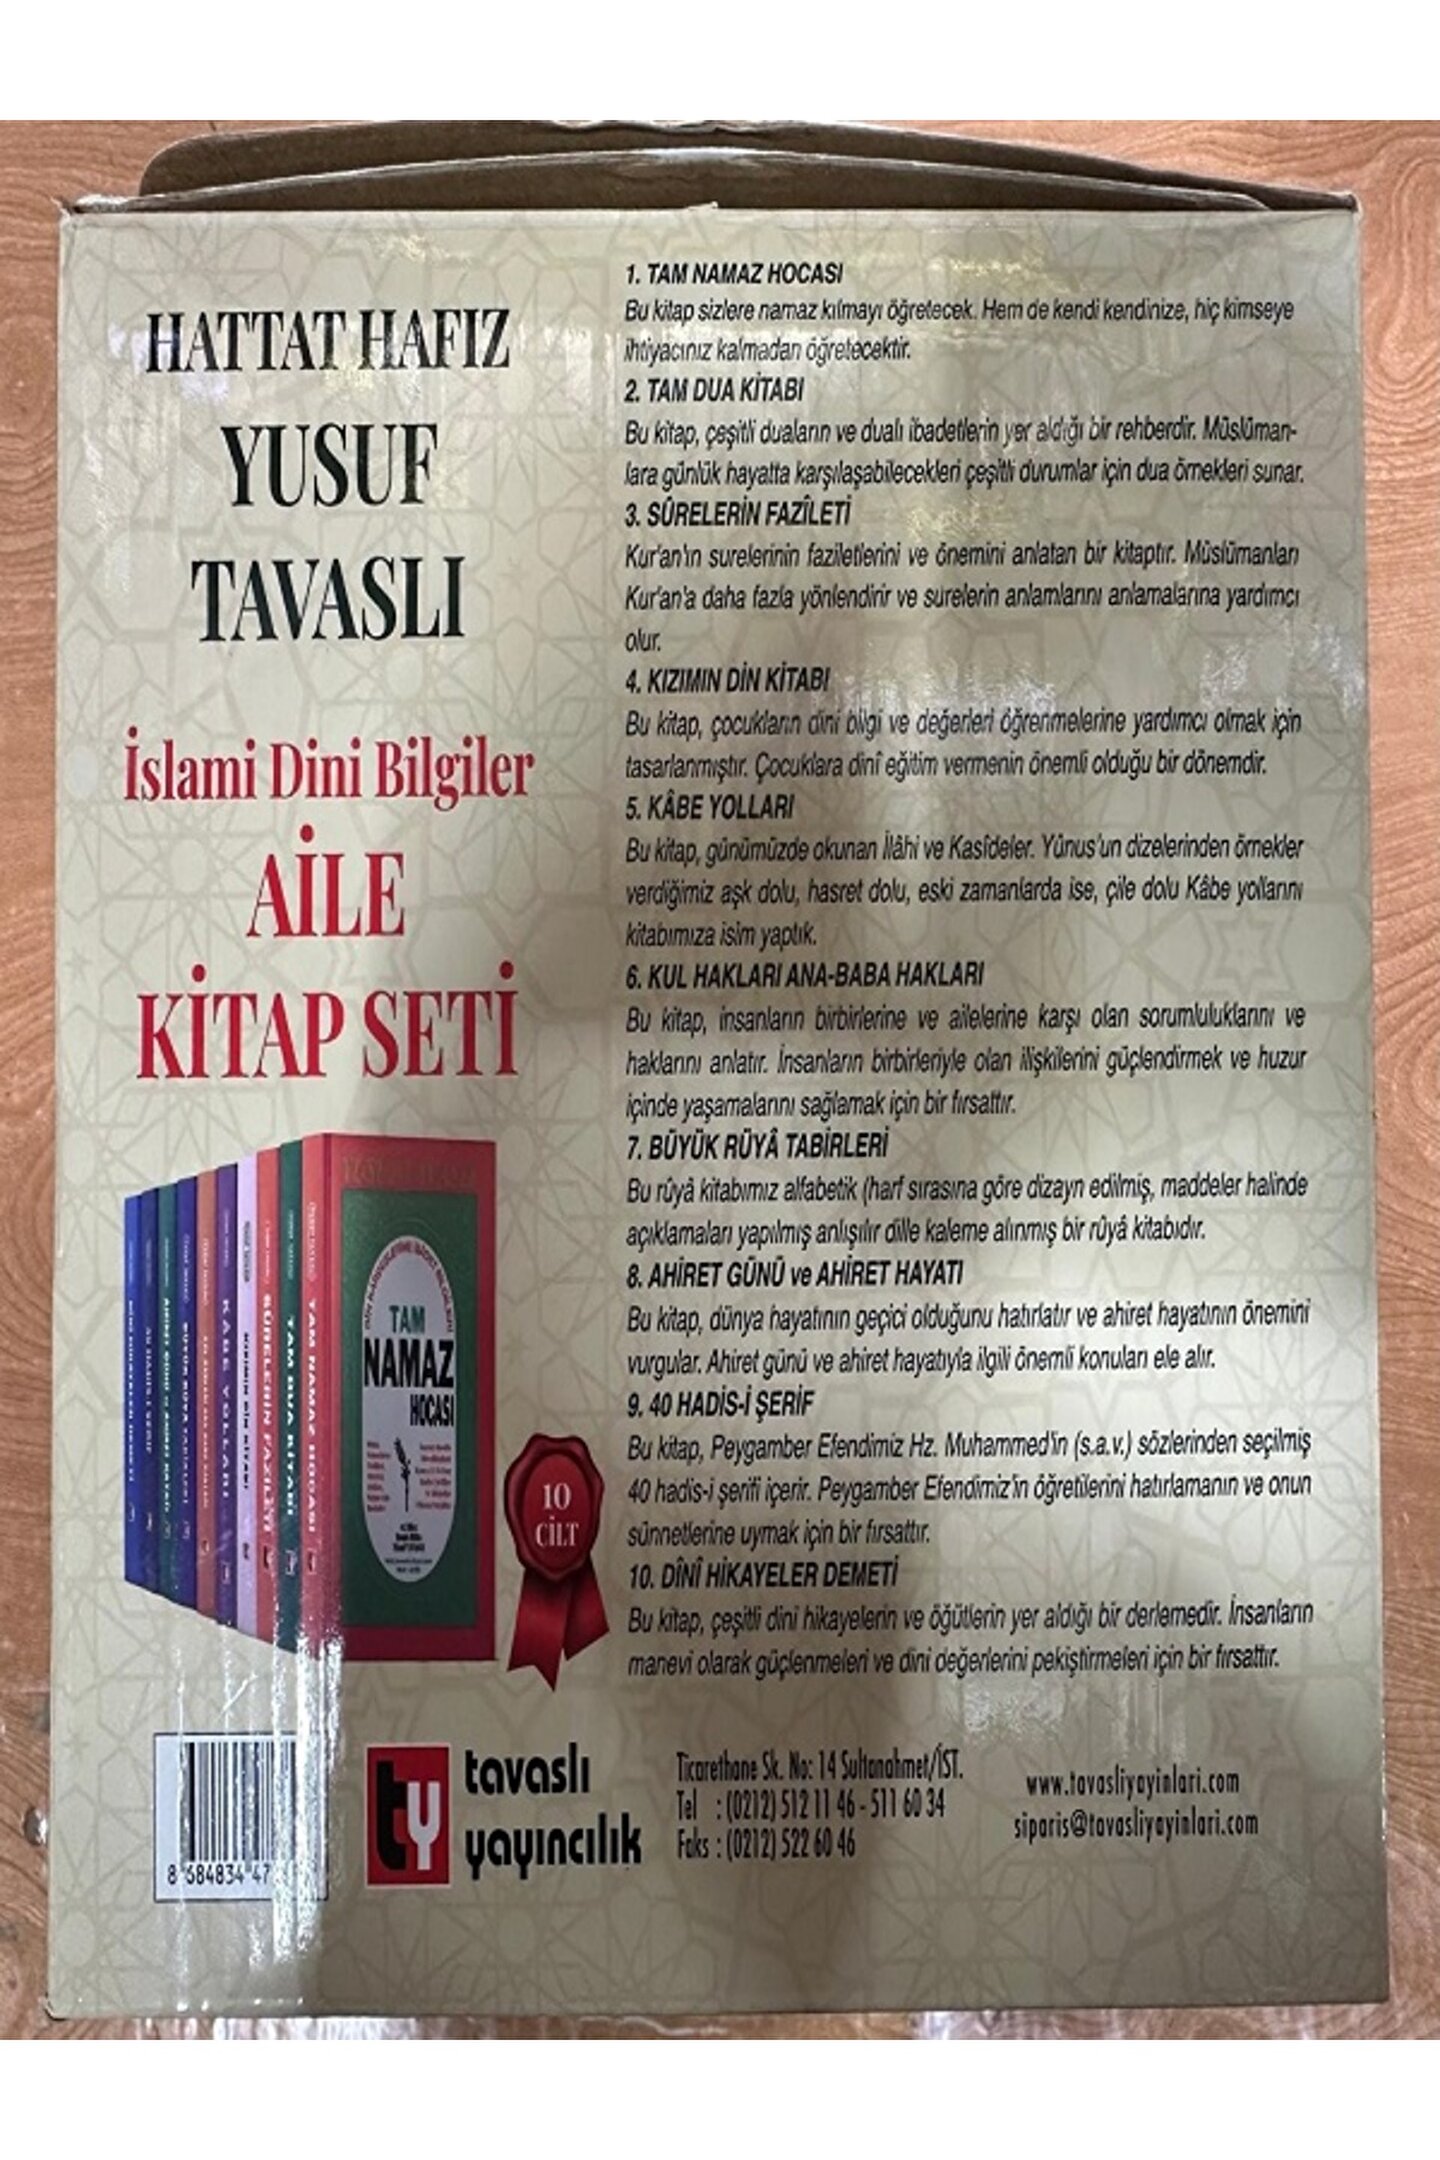 HATTAT HAFIZ
YUSUF
TAVASLI
İslami Dini Bilgiler
AİLE
KİTAP SETİ
TAM
NAMAZ
HOCASI
TAM NAMAZ HOCASI
TAM DUA KİTABI
SÛRELERİN FAZİLETİ
KIZIMIN DİN KİTABI
KABE YOLLARI
10
CİLT
1. TAM NAMAZ HOCASI
Bu kitap sizlere namaz kılmayı öğretecek. Hem de kendi kendinize, hiç kimseye
ihtiyacınız kalmadan öğretecektir.
2. TAM DUA KİTABI
Bu kitap, çeşitli duaların ve dualı ibadetlerin yer aldığı bir rehberdir. Müslüman-
lara günlük hayatta karşılaşabilecekleri çeşitli durumlar için dua örnekleri sunar.
3. SÛRELERİN FAZÎLETİ
Kur'an'ın surelerinin faziletlerini ve önemini anlatan bir kitaptır. Müslümanları
Kur'an'a daha fazla yönlendirir ve surelerin anlamlarını anlamalarına yardımcı
olur.
4. KIZIMIN DİN KİTABI
Bu kitap, çocukların dini bilgi ve değerleri öğrenmelerine yardımcı olmak için
tasarlanmıştır. Çocuklara dinî eğitim vermenin önemli olduğu bir dönemdir.
5. KÂBE YOLLARI
Bu kitap, günümüzde okunan İlâhi ve Kasîdeler. Yûnus'un dizelerinden örnekler
verdiğimiz aşk dolu, hasret dolu, eski zamanlarda ise, çile dolu Kâbe yollarını
kitabımıza isim yaptık.
6. KUL HAKLARI ANA-BABA HAKLARI
Bu kitap, insanların birbirlerine ve ailelerine karşı olan sorumluluklarını ve
haklarını anlatır. İnsanların birbirleriyle olan ilişkilerini güçlendirmek ve huzur
içinde yaşamalarını sağlamak için bir fırsattır.
7. BÜYÜK RÜYÂ TABİRLERİ
Bu rüyâ kitabımız alfabetik (harf sırasına göre dizayn edilmiş, maddeler halinde
açıklamaları yapılmış anlışılır dille kaleme alınmış bir rüyâ kitabıdır.
8. AHİRET GÜNÜ ve AHİRET HAYATI
Bu kitap, dünya hayatının geçici olduğunu hatırlatır ve ahiret hayatının önemini
vurgular. Ahiret günü ve ahiret hayatıyla ilgili önemli konuları ele alır.
9. 40 HADİS-İ ŞERİF
Bu kitap, Peygamber Efendimiz Hz. Muhammed'in (s.a.v.) sözlerinden seçilmiş
40 hadis-i şerifi içerir. Peygamber Efendimiz'in öğretilerini hatırlamanın ve onun
sünnetlerine uymak için bir fırsattır.
10. DÎNÎ HİKAYELER DEMETİ
Bu kitap, çeşitli dini hikayelerin ve öğütlerin yer aldığı bir derlemedir. İnsanların
manevi olarak güçlenmeleri ve dini değerlerini pekiştirmeleri için bir fırsattır.
8 684834 47
ty
tavaslı
yayıncılık
Ticarethane Sk. No: 14 Sultanahmet/İST.
Tel : (0212) 512 11 46 - 511 60 34
Faks : (0212) 522 60 46
www.tavasliyayinlari.com
siparis@tavasliyayinlari.com